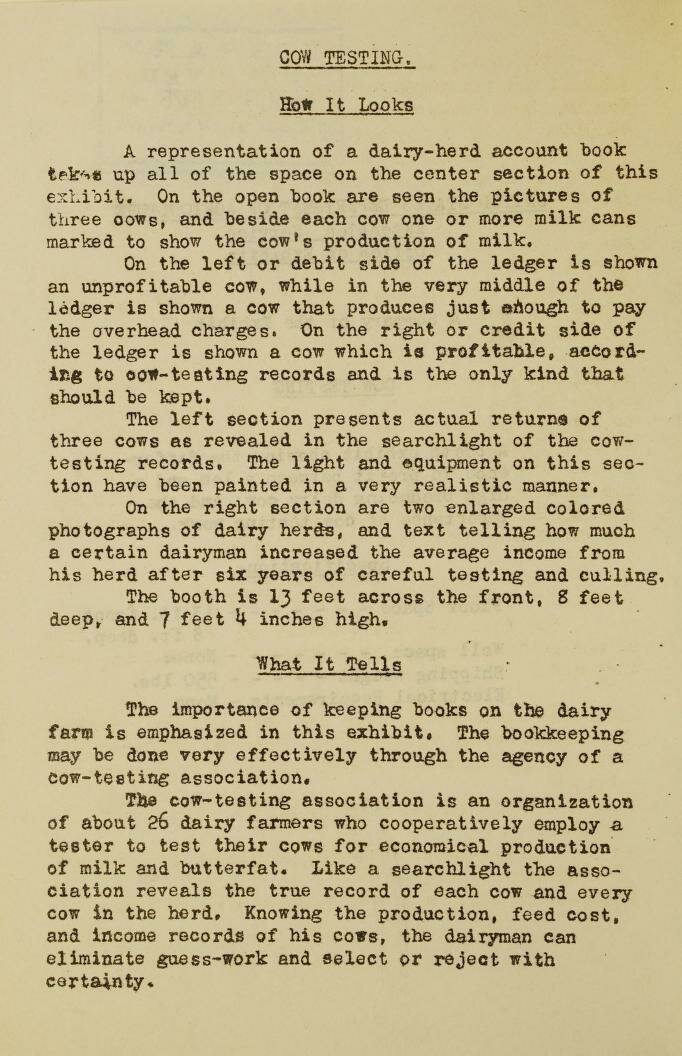 COW TESTING.
How It Looks
A representation of a dairy-herd account book
takes up all of the space on the center section of this
exhibit. On the open book are seen the pictures of
three cows, and beside each cow one or more milk cans
marked to show the cow's production of milk.
On the left or debit side of the ledger is shown
an unprofitable cow, while in the very middle of the
ledger is shown a cow that produces just enough to pay
the overhead charges. On the right or credit side of
the ledger is shown a cow which is profitable, accord-
ing to cow-testing records and is the only kind that
should be kept.
The left section presents actual returns of
three cows as revealed in the searchlight of the cow-
testing records. The light and equipment on this sec-
tion have been painted in a very realistic manner.
On the right section are two enlarged colored
photographs of dairy herds, and text telling how much
a certain dairyman increased the average income from
his herd after six years of careful testing and culling.
The booth is 13 feet across the front, 8 feet
deep, and 7 feet 4 inches high.
What It Tells
The importance of keeping books on the dairy
farm is emphasized in this exhibit. The bookkeeping
may be done very effectively through the agency of a
cow-testing association.
The cow-testing association is an organization
of about 26 dairy farmers who cooperatively employ a
tester to test their cows for economical production
of milk and butterfat. Like a searchlight the asso-
ciation reveals the true record of each cow and every
cow in the herd. Knowing the production, feed cost,
and income records of his cows, the dairyman can
eliminate guess-work and select or reject with
certainty.